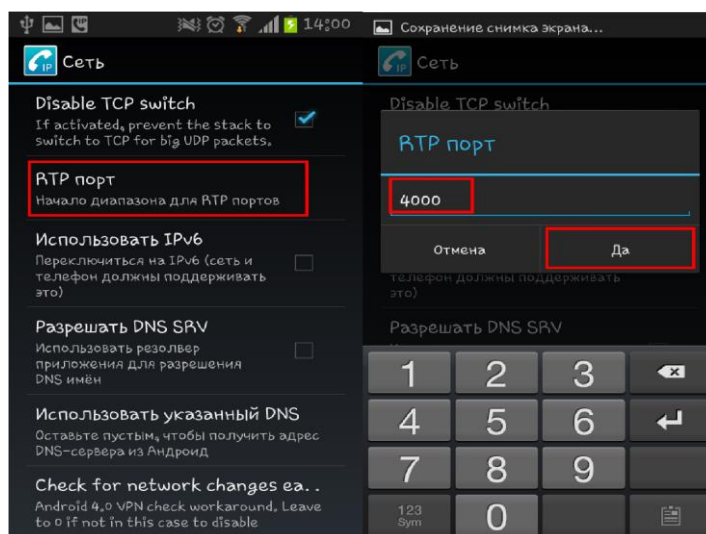 14:00
IP Сеть
Disable TCP switch
If activated, prevent the stack to
switch to TCP for big UDP packets.
RTP порт
Начало диапазона для RTP портов
Использовать IPv6
Переключиться на IPv6 (сеть и
телефон должны поддерживать
это)
Разрешать DNS SRV
Использовать резолвер
приложения для разрешения
DNS имён
Использовать указанный DNS
Оставьте пустым, чтобы получить адрес
DNS-сервера из Андроид
Check for network changes ea..
Android 4.0 VPN check workaround. Leave
to 0 if not in this case to disable
Сохранение снимка экрана...
IP Сеть
Disable TCP switch
RTP порт
4000
Отмена Да
телефон должны поддерживать
это)
Разрешать DNS SRV
1 2 3
4 5 6
7 8 9
123
Sym
0